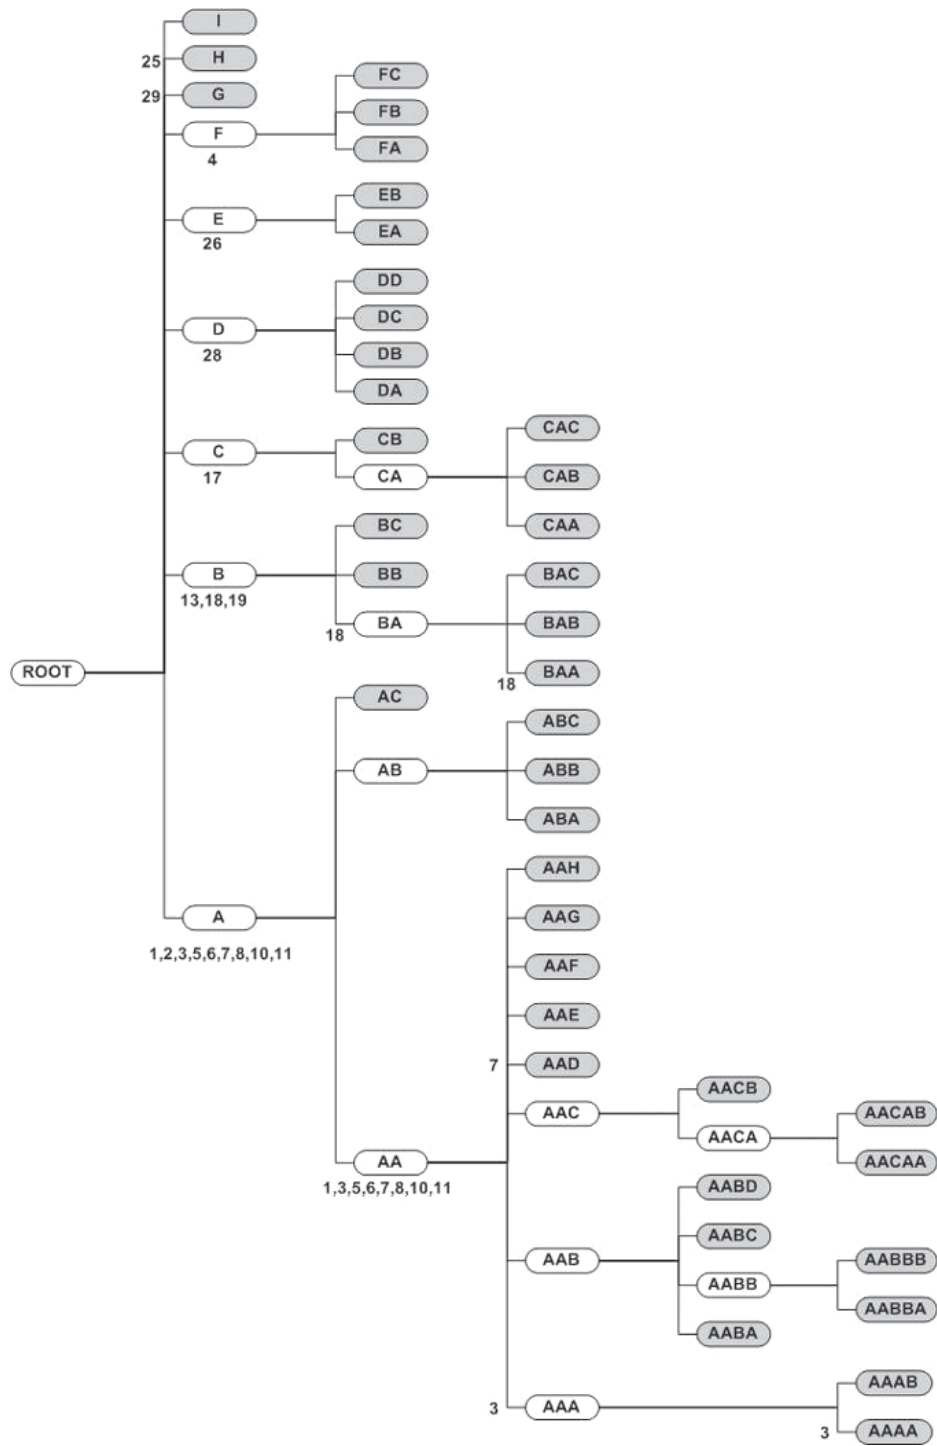 I
25 H
29 G
F
4
FC
FB
FA
E
26
EB
EA
D
28
DD
DC
DB
DA
C
17
CB
CA
CAC
CAB
CAA
B
13,18,19
BC
BB
18 BA
BAC
BAB
18 BAA
ROOT
A
1,2,3,5,6,7,8,10,11
AC
AB
ABC
ABB
ABA
AA
1,3,5,6,7,8,10,11
AAH
AAG
AAF
AAE
7 AAD
AAC
AACB
AACA
AACAB
AACAA
AAB
AABD
AABC
AABB
AABA
AABBB
AABBA
3 AAA
AAAB
3 AAAA